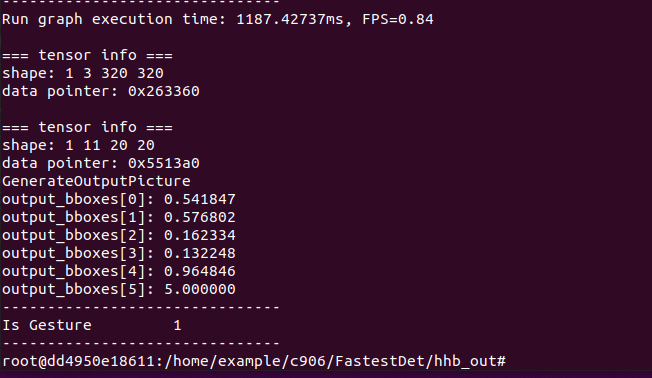 -------------------------------
Run graph execution time: 1187.42737ms, FPS=0.84
=== tensor info ===
shape: 1 3 320 320
data pointer: 0x263360
=== tensor info ===
shape: 1 11 20 20
data pointer: 0x5513a0
GenerateOutputPicture
output_bboxes[0]: 0.541847
output_bboxes[1]: 0.576802
output_bboxes[2]: 0.162334
output_bboxes[3]: 0.132248
output_bboxes[4]: 0.964846
output_bboxes[5]: 5.000000
-------------------------------
Is Gesture         1
-------------------------------
root@dd4950e18611:/home/example/c906/FastestDet/hhb_out#